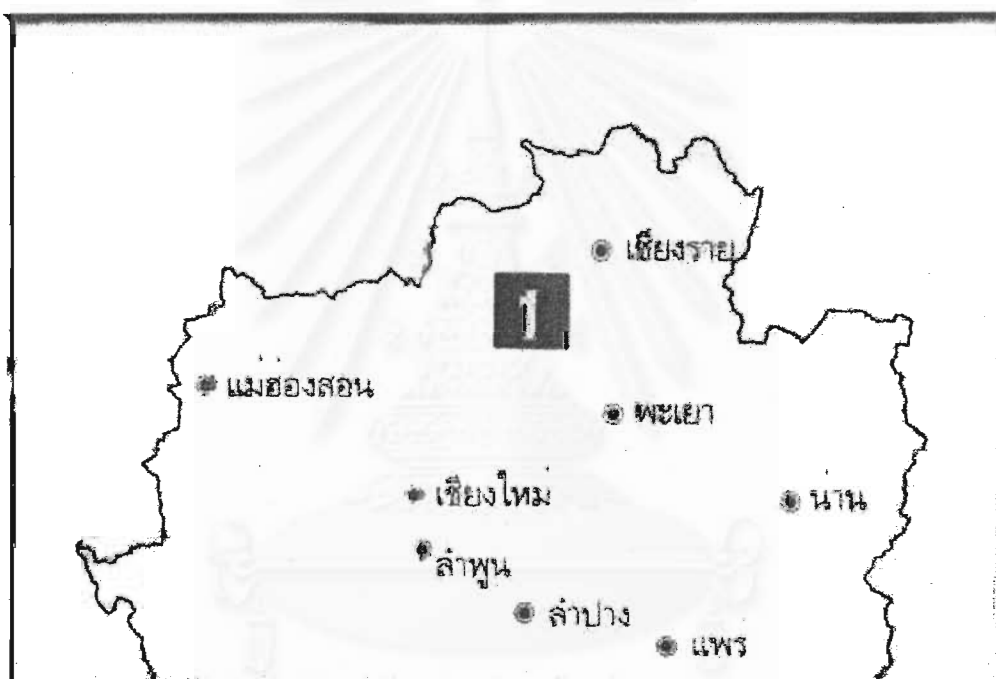 เชียงราย
1
แม่ฮ่องสอน
พะเยา
เชียงใหม่
น่าน
ลำพูน
ลำปาง
แพร่